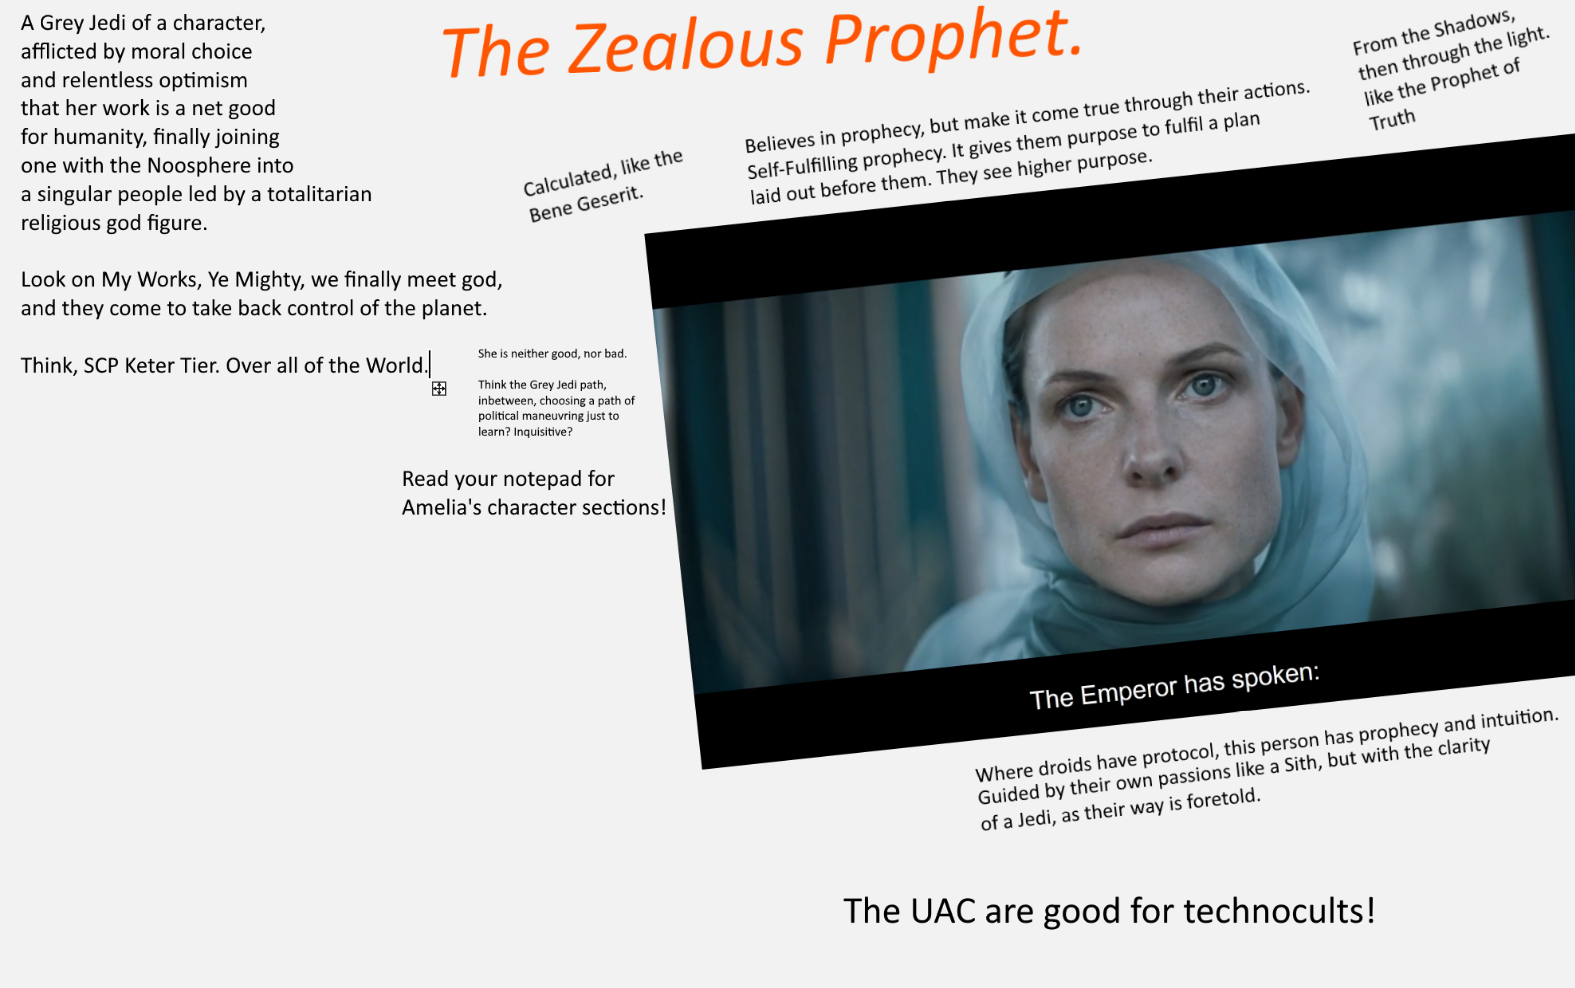 A Grey Jedi of a character,
afflicted by moral choice
and relentless optimism
that her work is a net good
for humanity, finally joining
one with the Noosphere into
a singular people led by a totalitarian
religious god figure.
Look on My Works, Ye Mighty, we finally meet god,
and they come to take back control of the planet.
Think, SCP Keter Tier. Over all of the World.
She is neither good, nor bad.
Think the Grey Jedi path,
inbetween, choosing a path of
political maneuvring just to
learn? Inquisitive?
Read your notepad for
Amelia's character sections!
The Zealous Prophet.
Calculated, like the
Bene Geserit.
Believes in prophecy, but make it come true through their actions.
Self-Fulfilling prophecy. It gives them purpose to fulfil a plan
laid out before them. They see higher purpose.
From the Shadows,
then through the light.
like the Prophet of
Truth
The Emperor has spoken:
Where droids have protocol, this person has prophecy and intuition.
Guided by their own passions like a Sith, but with the clarity
of a Jedi, as their way is foretold.
The UAC are good for technocults!